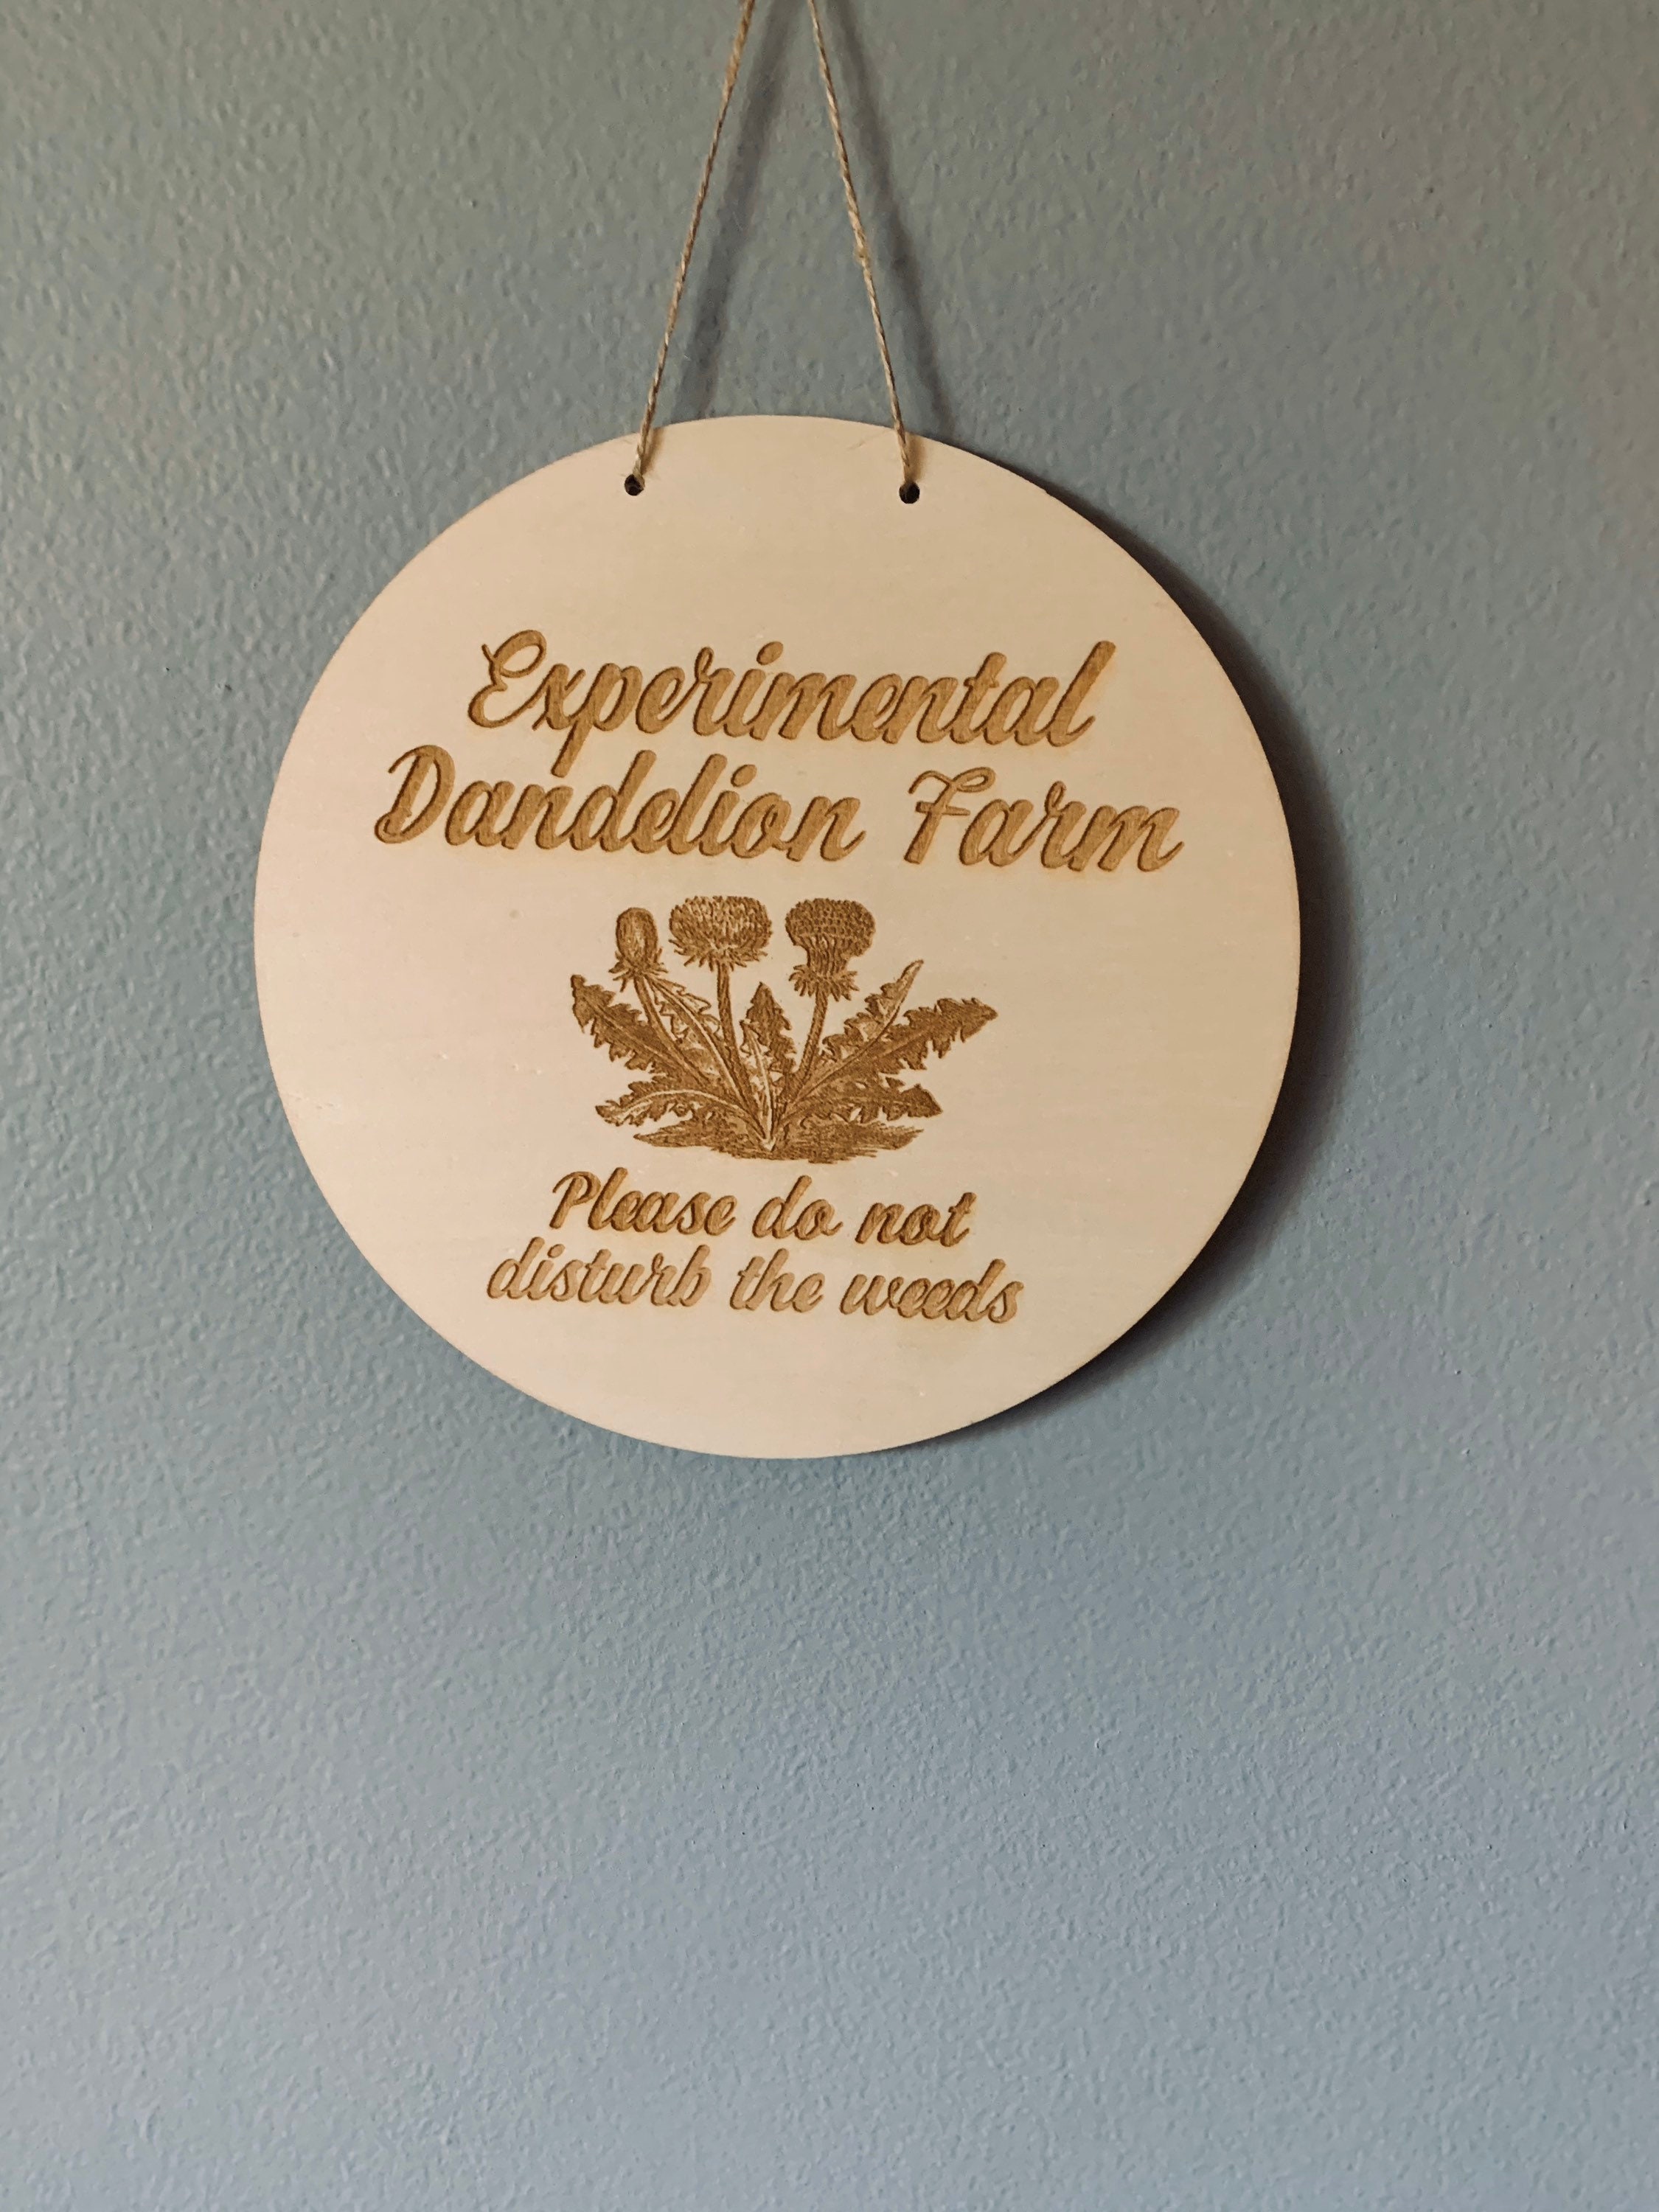 Experimental
Dandelion Farm
Please do not
disturb the weeds